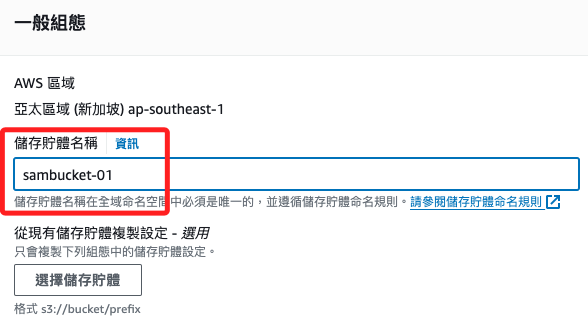 一般組態
AWS 區域
亞太區域 (新加坡) ap-southeast-1
儲存貯體名稱 資訊
sambucket-01
儲存貯體名稱在全域命名空間中必須是唯一的，並遵循儲存貯體命名規則。請參閱儲存貯體命名規則
從現有儲存貯體複製設定 - 選用
只會複製下列組態中的儲存貯體設定。
選擇儲存貯體
格式 s3://bucket/prefix